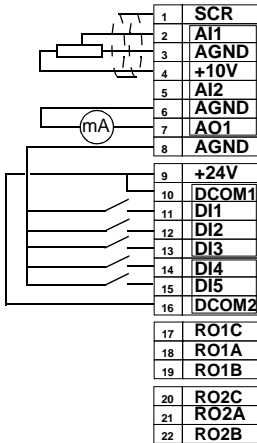 1 SCR
2 AI1
3 AGND
4 +10V
5 AI2
6 AGND
mA
7 AO1
8 AGND
9 +24V
10 DCOM1
11 DI1
12 DI2
13 DI3
14 DI4
15 DI5
16 DCOM2
17 RO1C
18 RO1A
19 RO1B
20 RO2C
21 RO2A
22 RO2B